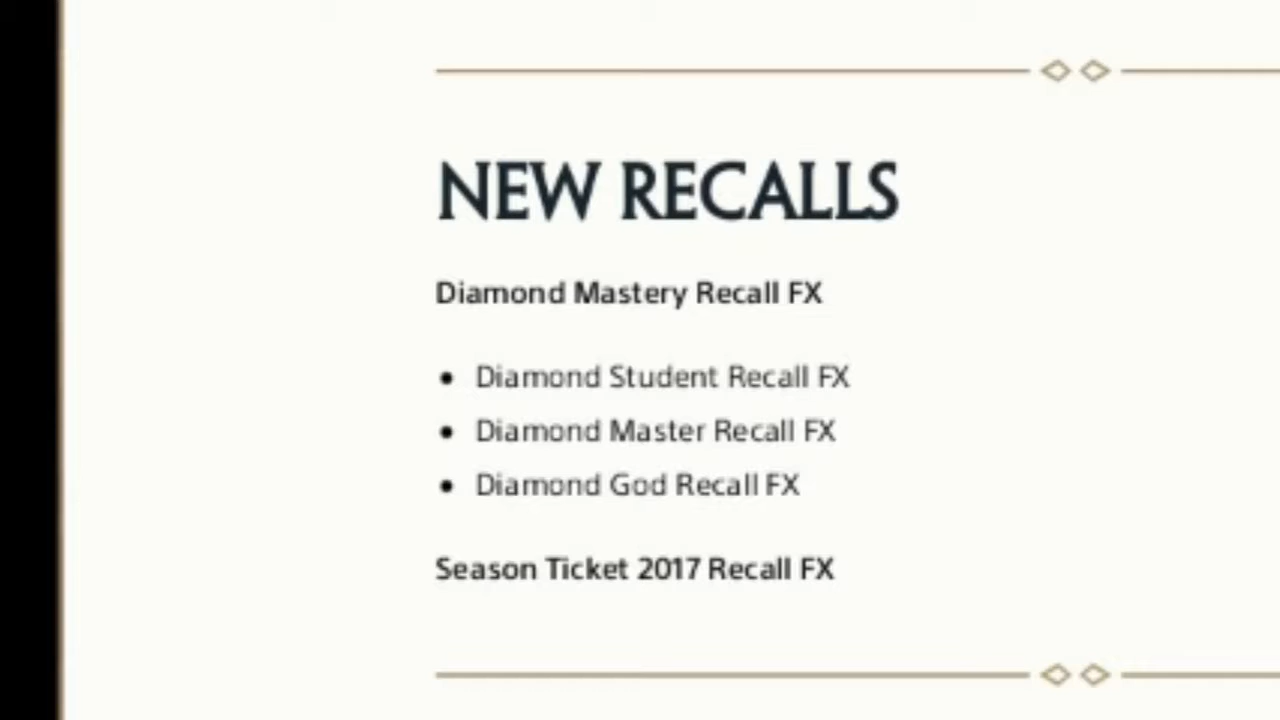 NEW RECALLS
Diamond Mastery Recall FX
• Diamond Student Recall FX
• Diamond Master Recall FX
• Diamond God Recall FX
Season Ticket 2017 Recall FX